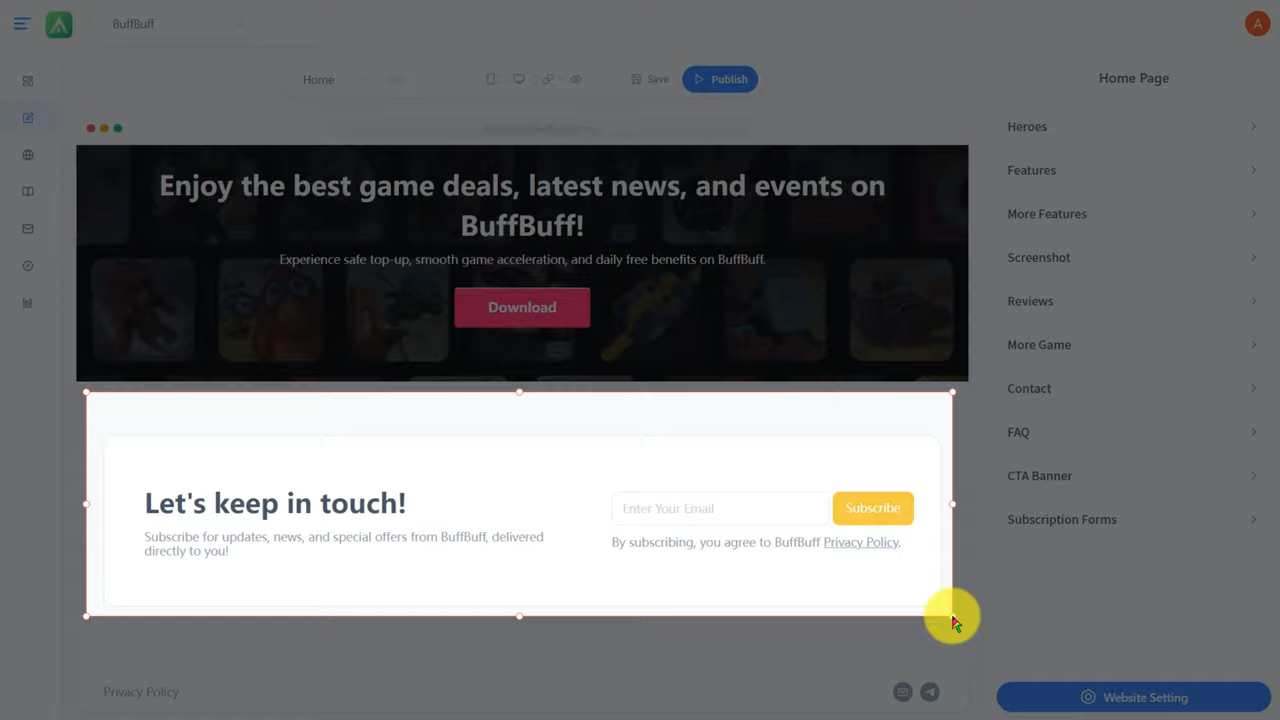 BuffBuff
A
Home
Save
Publish
Home Page
Enjoy the best game deals, latest news, and events on
BuffBuff!
Experience safe top-up, smooth game acceleration, and daily free benefits on BuffBuff.
Download
Let's keep in touch!
Subscribe for updates, news, and special offers from BuffBuff, delivered
directly to you!
Enter Your Email
Subscribe
By subscribing, you agree to BuffBuff Privacy Policy.
Privacy Policy
Heroes
Features
More Features
Screenshot
Reviews
More Game
Contact
FAQ
CTA Banner
Subscription Forms
Website Setting